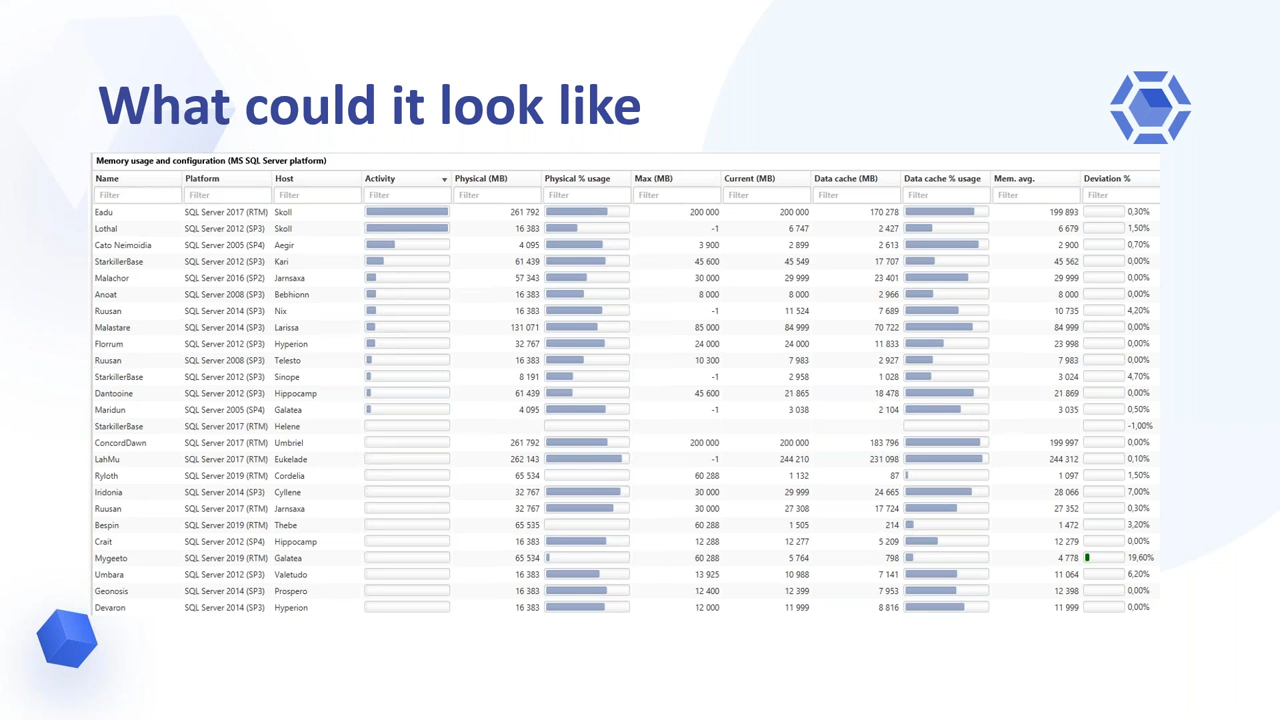 What could it look like
Memory usage and configuration (MS SQL Server platform)
Name Platform Host Activity Physical (MB) Physical % usage Max (MB) Current (MB) Data cache (MB) Data cache % usage Mem. avg. Deviation %
Filter Filter Filter Filter Filter Filter Filter Filter Filter Filter Filter Filter
Eadu SQL Server 2017 (RTM) Skoll 261 792 200 000 200 000 170 278 199 893 0,30%
Lothal SQL Server 2012 (SP3) Skoll 16 383 -1 6 747 2 427 6 679 1,50%
Cato Neimoidia SQL Server 2005 (SP4) Aegir 4 095 3 900 2 899 2 613 2 900 0,70%
StarkillerBase SQL Server 2012 (SP3) Kari 61 439 45 600 45 549 17 707 45 562 0,00%
Malachor SQL Server 2016 (SP2) Jarnsaxa 57 343 30 000 29 999 23 401 29 999 0,00%
Anoat SQL Server 2008 (SP3) Bebhionn 16 383 8 000 8 000 2 966 8 000 0,00%
Ruusan SQL Server 2014 (SP3) Nix 16 383 -1 11 524 7 689 10 735 4,20%
Malastare SQL Server 2014 (SP3) Larissa 131 071 85 000 84 999 70 722 84 999 0,00%
Florrum SQL Server 2012 (SP3) Hyperion 32 767 24 000 24 000 11 833 23 998 0,00%
Ruusan SQL Server 2008 (SP3) Telesto 16 383 10 300 7 983 2 927 7 983 0,00%
StarkillerBase SQL Server 2012 (SP3) Sinope 8 191 -1 2 958 1 028 3 024 4,70%
Dantooine SQL Server 2012 (SP3) Hippocamp 61 439 45 600 21 865 18 478 21 869 0,00%
Maridun SQL Server 2005 (SP4) Galatea 4 095 -1 3 038 2 104 3 035 0,50%
StarkillerBase SQL Server 2017 (RTM) Helene -1,00%
ConcordDawn SQL Server 2017 (RTM) Umbriel 261 792 200 000 200 000 183 796 199 997 0,00%
LahMu SQL Server 2017 (RTM) Eukelade 262 143 -1 244 210 231 098 244 312 0,10%
Ryloth SQL Server 2019 (RTM) Cordelia 65 534 60 288 1 132 87 1 097 1,50%
Iridonia SQL Server 2014 (SP3) Cyllene 32 767 30 000 29 999 24 665 28 066 7,00%
Ruusan SQL Server 2017 (RTM) Jarnsaxa 32 767 30 000 27 308 17 724 27 352 0,30%
Bespin SQL Server 2019 (RTM) Thebe 65 535 60 288 1 505 214 1 472 3,20%
Crait SQL Server 2012 (SP4) Hippocamp 16 383 12 288 12 277 5 209 12 279 0,00%
Mygeeto SQL Server 2019 (RTM) Galatea 65 534 60 288 5 764 798 4 778 19,60%
Umbara SQL Server 2012 (SP3) Valetudo 16 383 13 925 10 988 7 141 11 064 6,20%
Geonosis SQL Server 2014 (SP3) Prospero 16 383 12 400 12 399 7 953 12 398 0,00%
Devaron SQL Server 2014 (SP3) Hyperion 16 383 12 000 11 999 8 816 11 999 0,00%